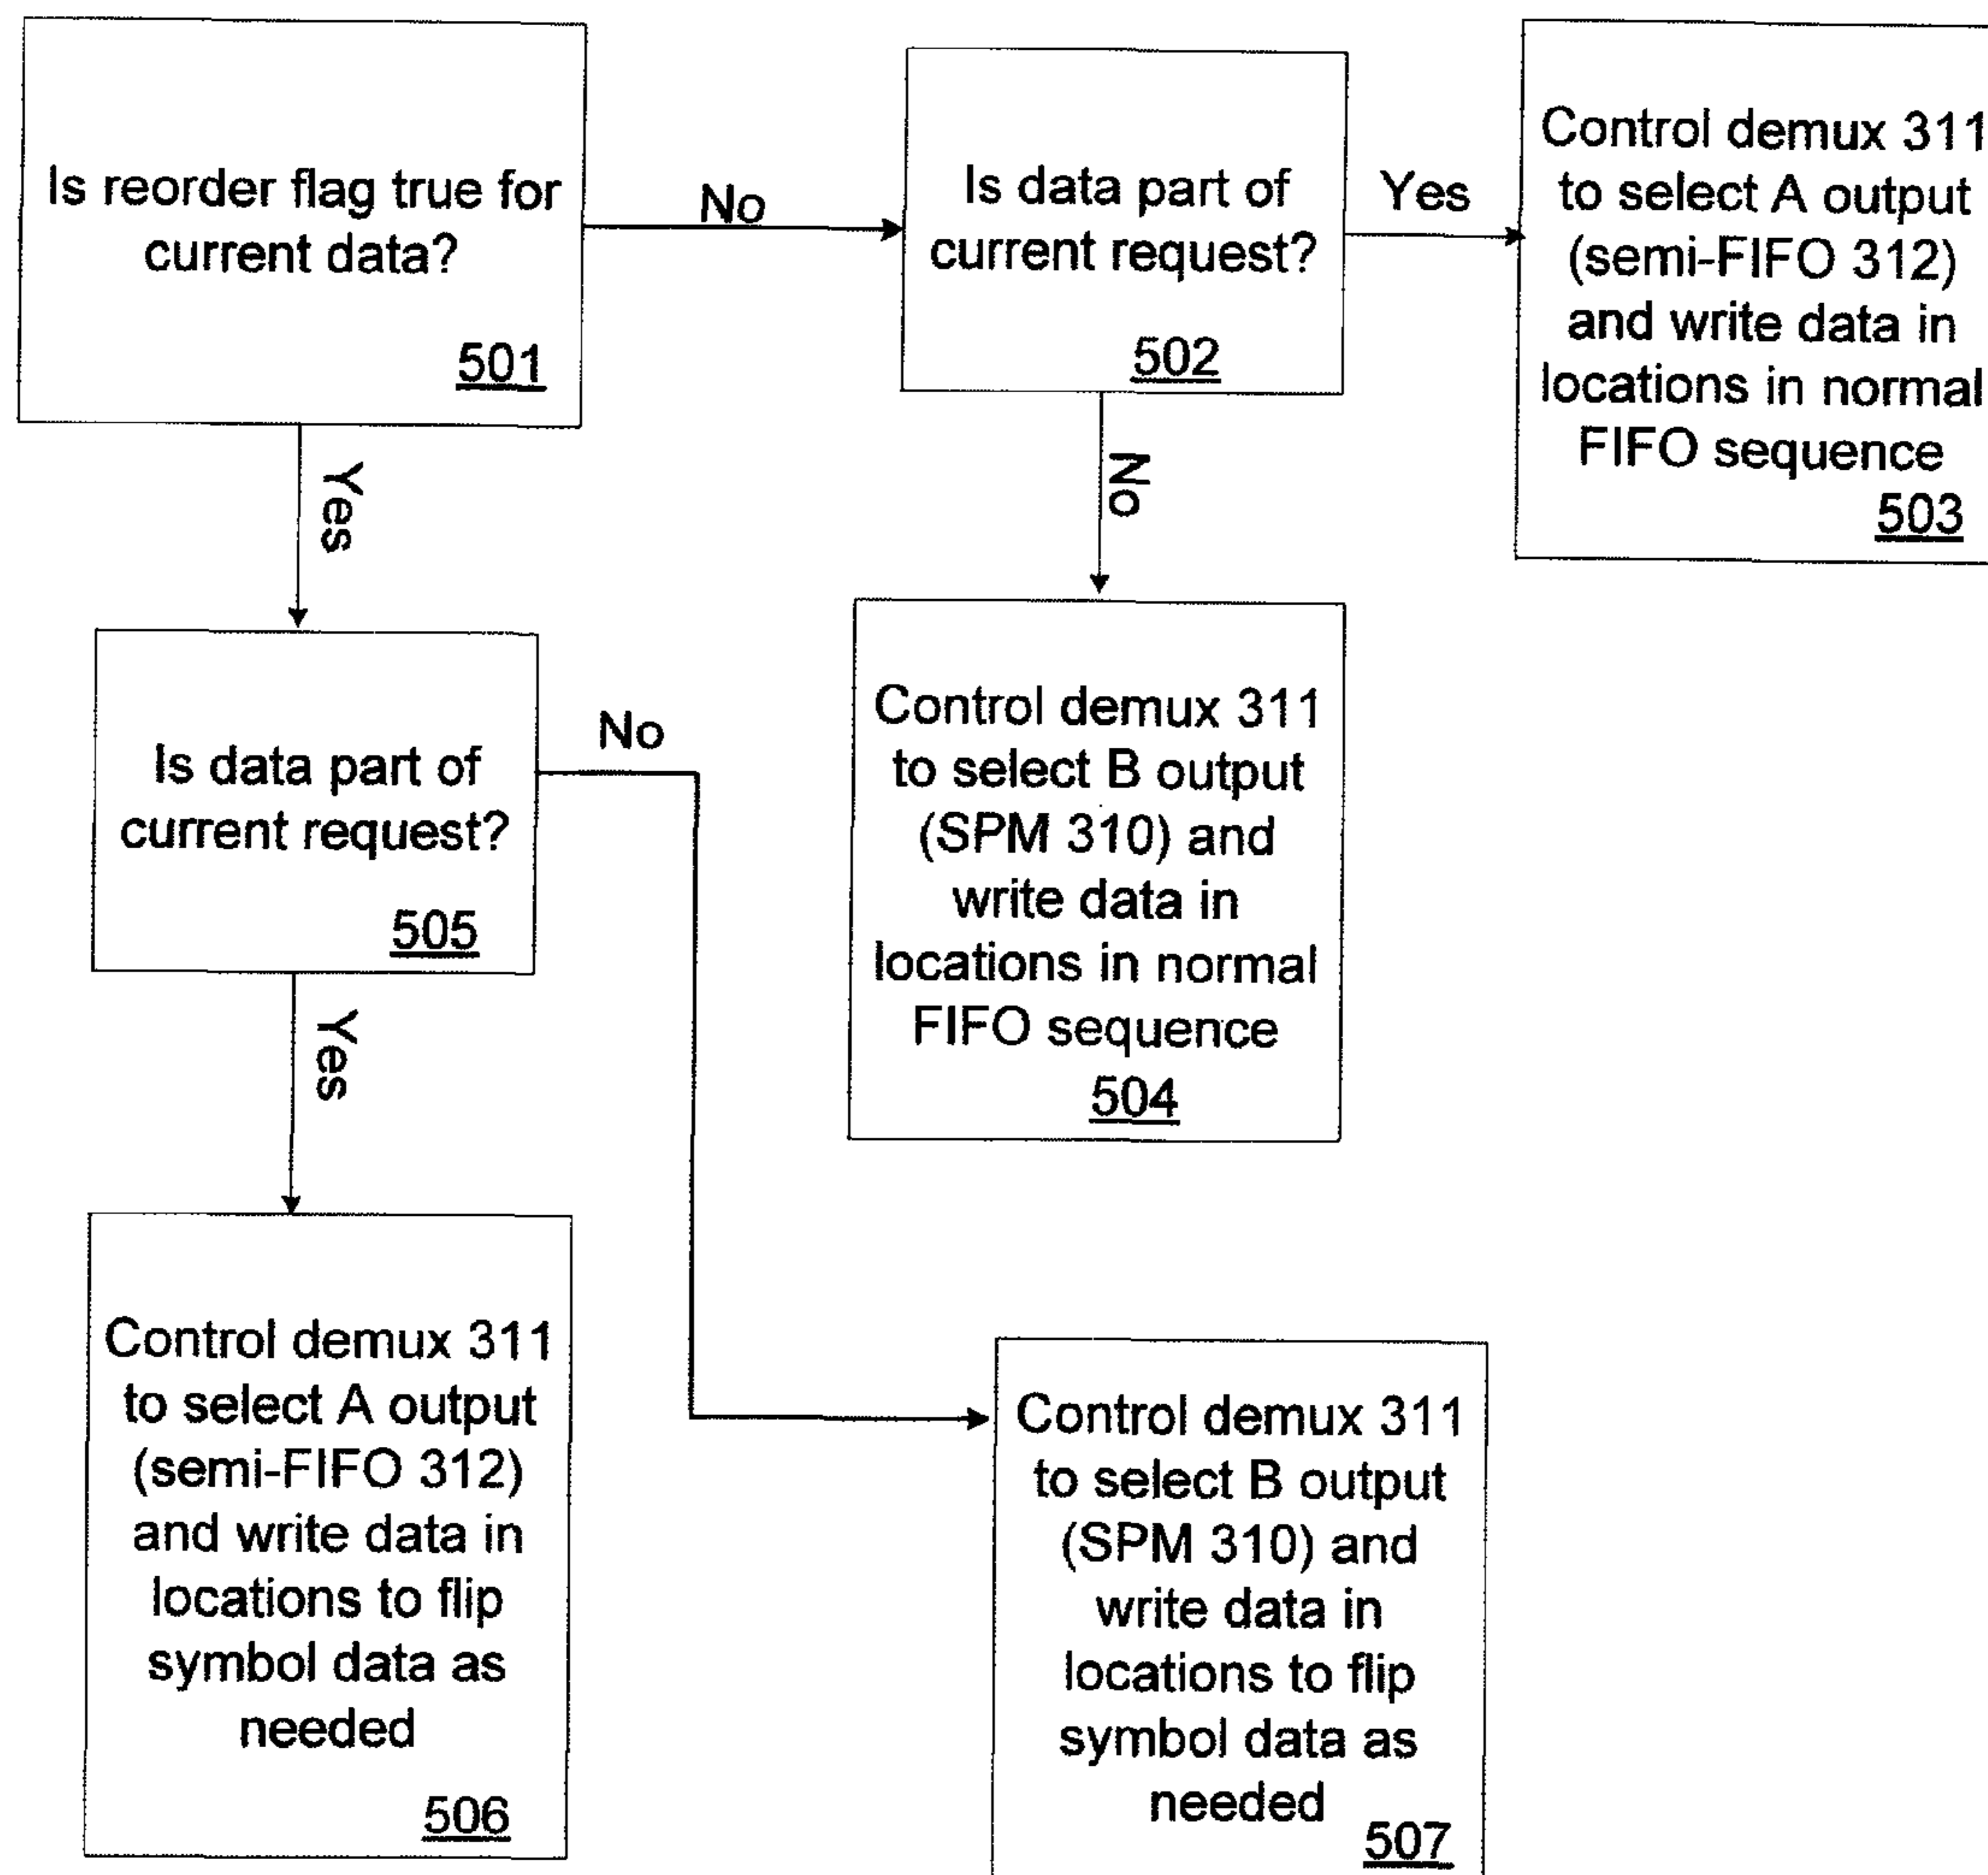 Is reorder flag true for
current data?
501
No
Is data part of
current request?
502
Yes
Control demux 311
to select A output
(semi-FIFO 312)
and write data in
locations in normal
FIFO sequence
503
Yes
No
Is data part of
current request?
505
No
Control demux 311
to select B output
(SPM 310) and
write data in
locations in normal
FIFO sequence
504
Yes
Control demux 311
to select A output
(semi-FIFO 312)
and write data in
locations to flip
symbol data as
needed
506
Control demux 311
to select B output
(SPM 310) and
write data in
locations to flip
symbol data as
needed
507